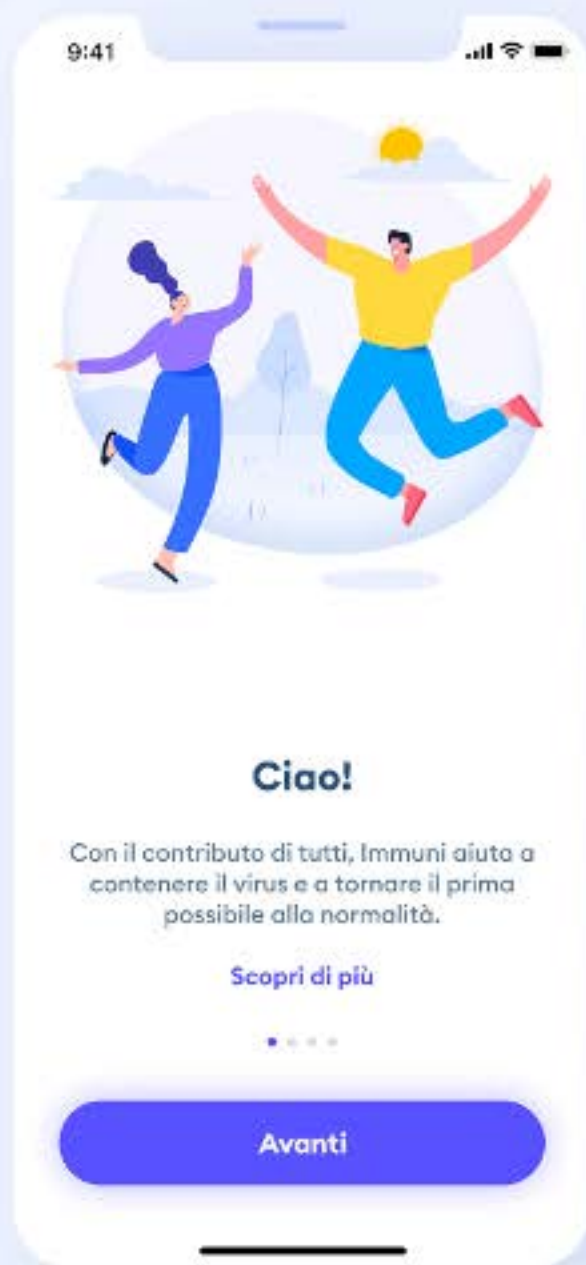 9:41
Ciao!
Con il contributo di tutti, Immuni aiuta a
contenere il virus e a tornare il prima
possibile alla normalità.
Scopri di più
Avanti